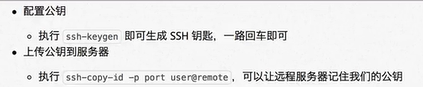 配置公钥
执行 ssh-keygen 即可生成 SSH 钥匙，一路回车即可
上传公钥到服务器
执行 ssh-copy-id -p port user@remote，可以让远程服务器记住我们的公钥